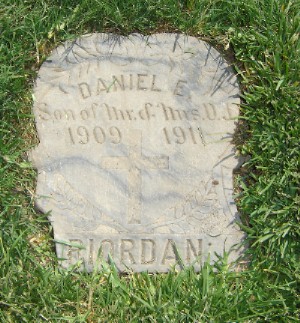 DANIEL E.
Son of Mr. & Mrs. D. J.
1909 1911
RIORDAN